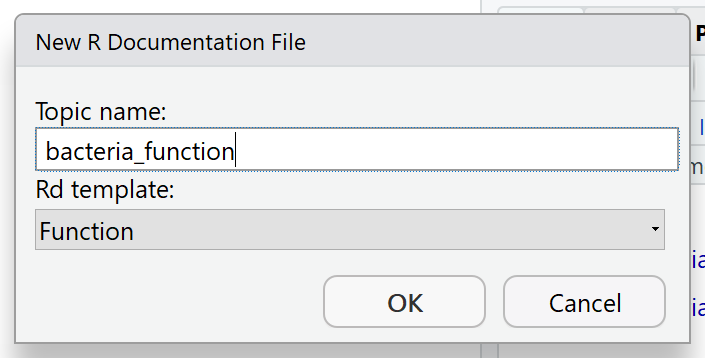 New R Documentation File
Topic name:
bacteria_function
Rd template:
Function
OK
Cancel